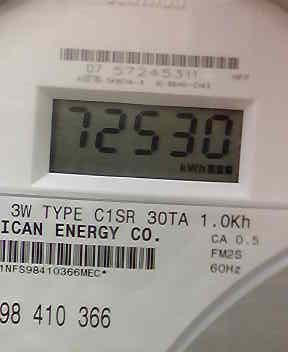 07 57245311
72530
kWh
3W TYPE C1SR 30TA 1.0Kh
ICAN ENERGY CO.
CA 0.5
FM2S
60Hz
1NFS98410366MEC*
98 410 366